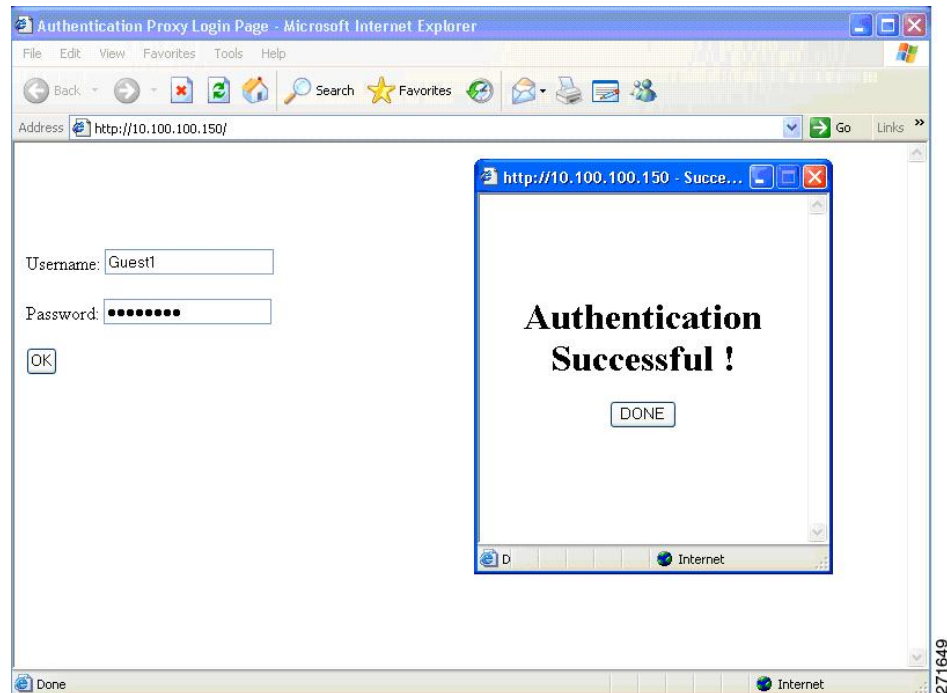 Authentication Proxy Login Page - Microsoft Internet Explorer
File Edit View Favorites Tools Help
Back Search Favorites
Address http://10.100.100.150/ Go Links »
http://10.100.100.150 - Succe...
Username: Guest1
Password: ••••••••
OK
Authentication
Successful !
DONE
D Internet
Done Internet
271649